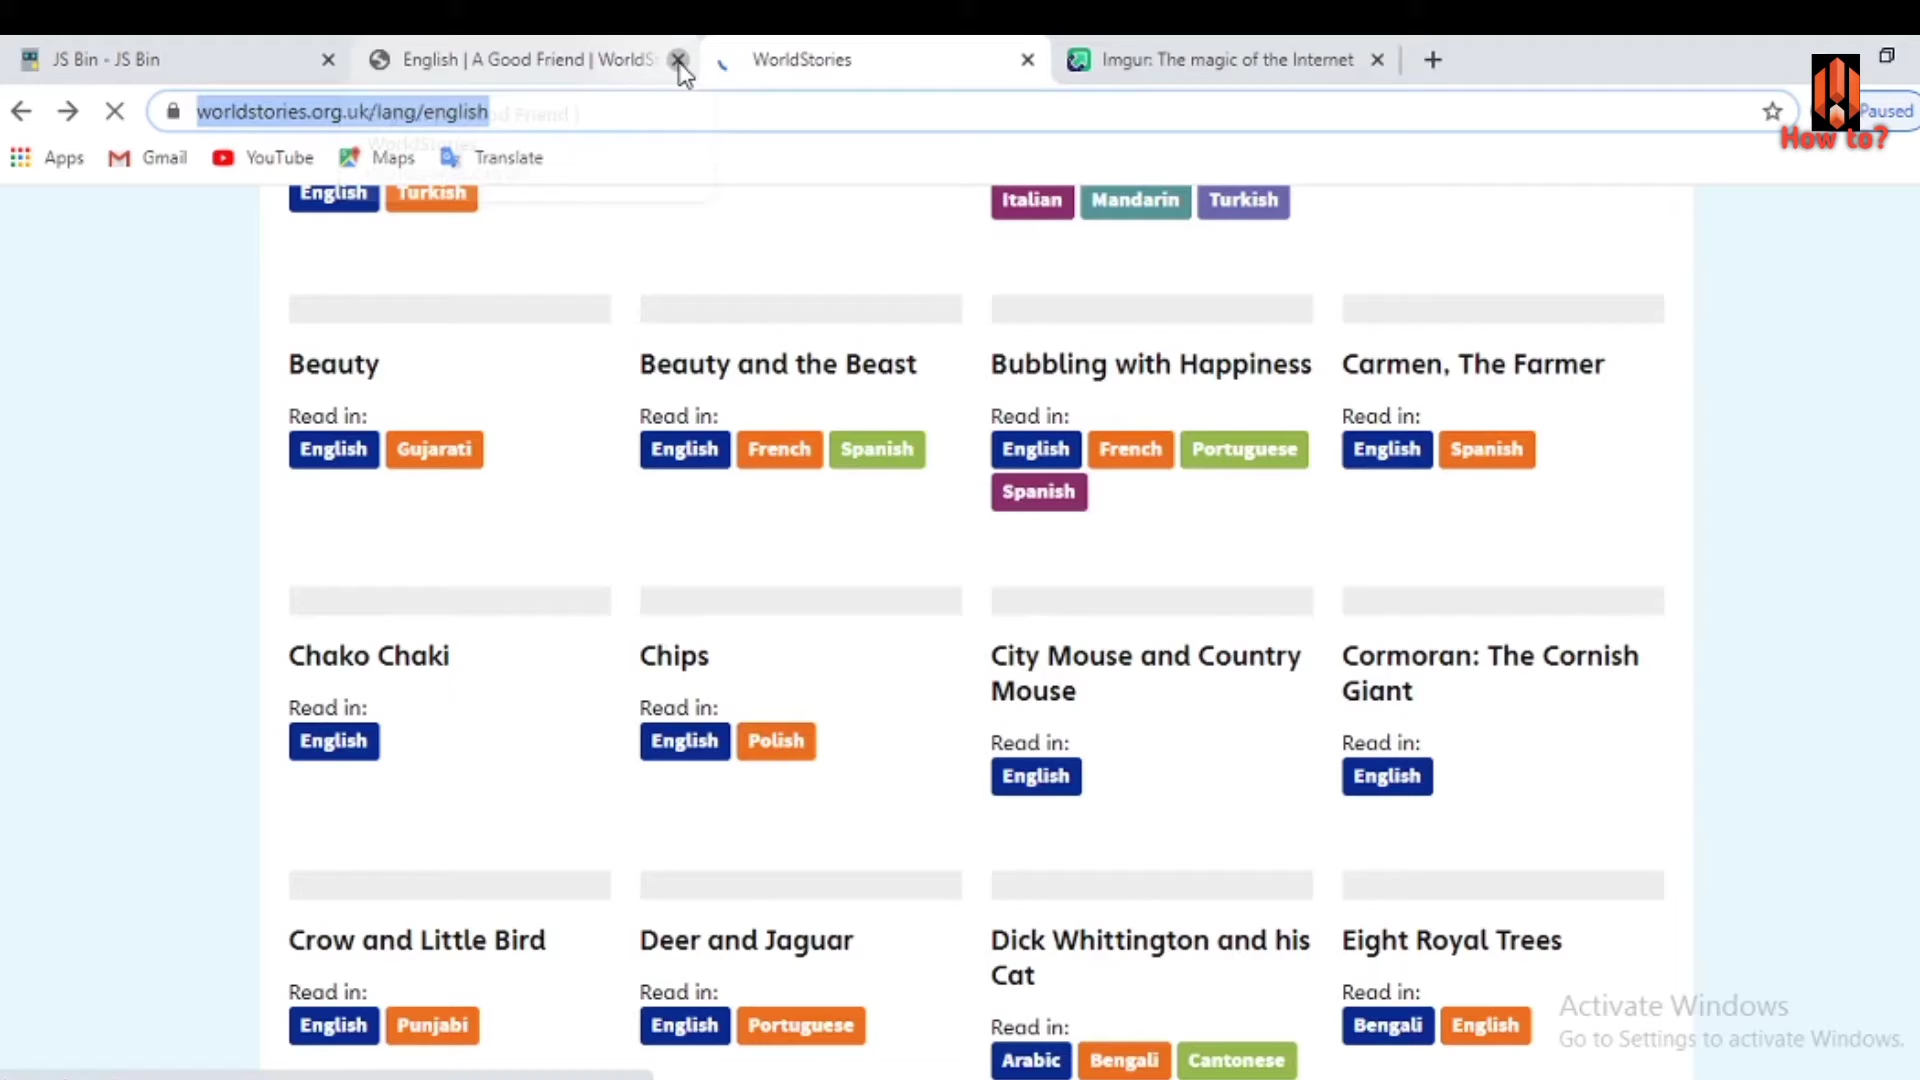 JS Bin - JS Bin
English | A Good Friend | WorldS
WorldStories
Imgur: The magic of the Internet
worldstories.org.uk/lang/english
Paused
How to?
Apps
Gmail
YouTube
Maps
Translate
English Turkish
Italian Mandarin Turkish
Beauty
Read in:
English Gujarati
Beauty and the Beast
Read in:
English French Spanish
Bubbling with Happiness
Read in:
English French Portuguese
Spanish
Carmen, The Farmer
Read in:
English Spanish
Chako Chaki
Read in:
English
Chips
Read in:
English Polish
City Mouse and Country
Mouse
Read in:
English
Cormoran: The Cornish
Giant
Read in:
English
Crow and Little Bird
Read in:
English Punjabi
Deer and Jaguar
Read in:
English Portuguese
Dick Whittington and his
Cat
Read in:
Arabic Bengali Cantonese
Eight Royal Trees
Read in:
Bengali English
Activate Windows
Go to Settings to activate Windows.